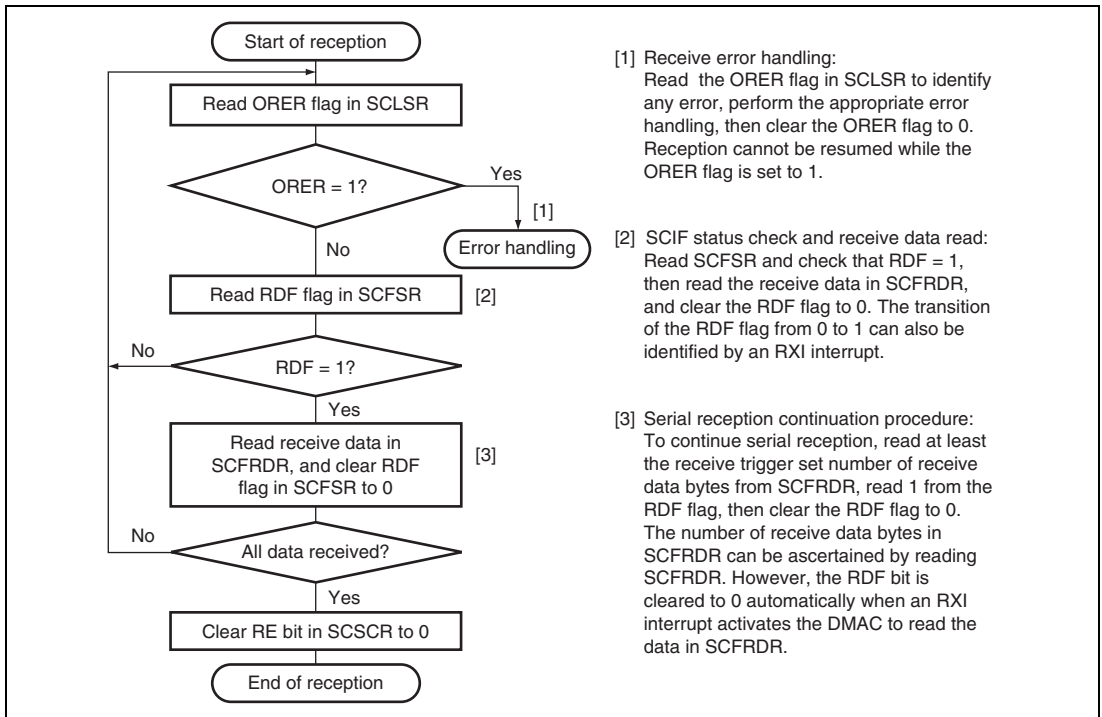 Start of reception
Read ORER flag in SCLSR
ORER = 1?
Yes
[1]
Error handling
No
Read RDF flag in SCFSR
[2]
No
RDF = 1?
Yes
Read receive data in
SCFRDR, and clear RDF
flag in SCFSR to 0
[3]
No
All data received?
Yes
Clear RE bit in SCSCR to 0
End of reception
[1] Receive error handling:
Read the ORER flag in SCLSR to identify
any error, perform the appropriate error
handling, then clear the ORER flag to 0.
Reception cannot be resumed while the
ORER flag is set to 1.
[2] SCIF status check and receive data read:
Read SCFSR and check that RDF = 1,
then read the receive data in SCFRDR,
and clear the RDF flag to 0. The transition
of the RDF flag from 0 to 1 can also be
identified by an RXI interrupt.
[3] Serial reception continuation procedure:
To continue serial reception, read at least
the receive trigger set number of receive
data bytes from SCFRDR, read 1 from the
RDF flag, then clear the RDF flag to 0.
The number of receive data bytes in
SCFRDR can be ascertained by reading
SCFRDR. However, the RDF bit is
cleared to 0 automatically when an RXI
interrupt activates the DMAC to read the
data in SCFRDR.